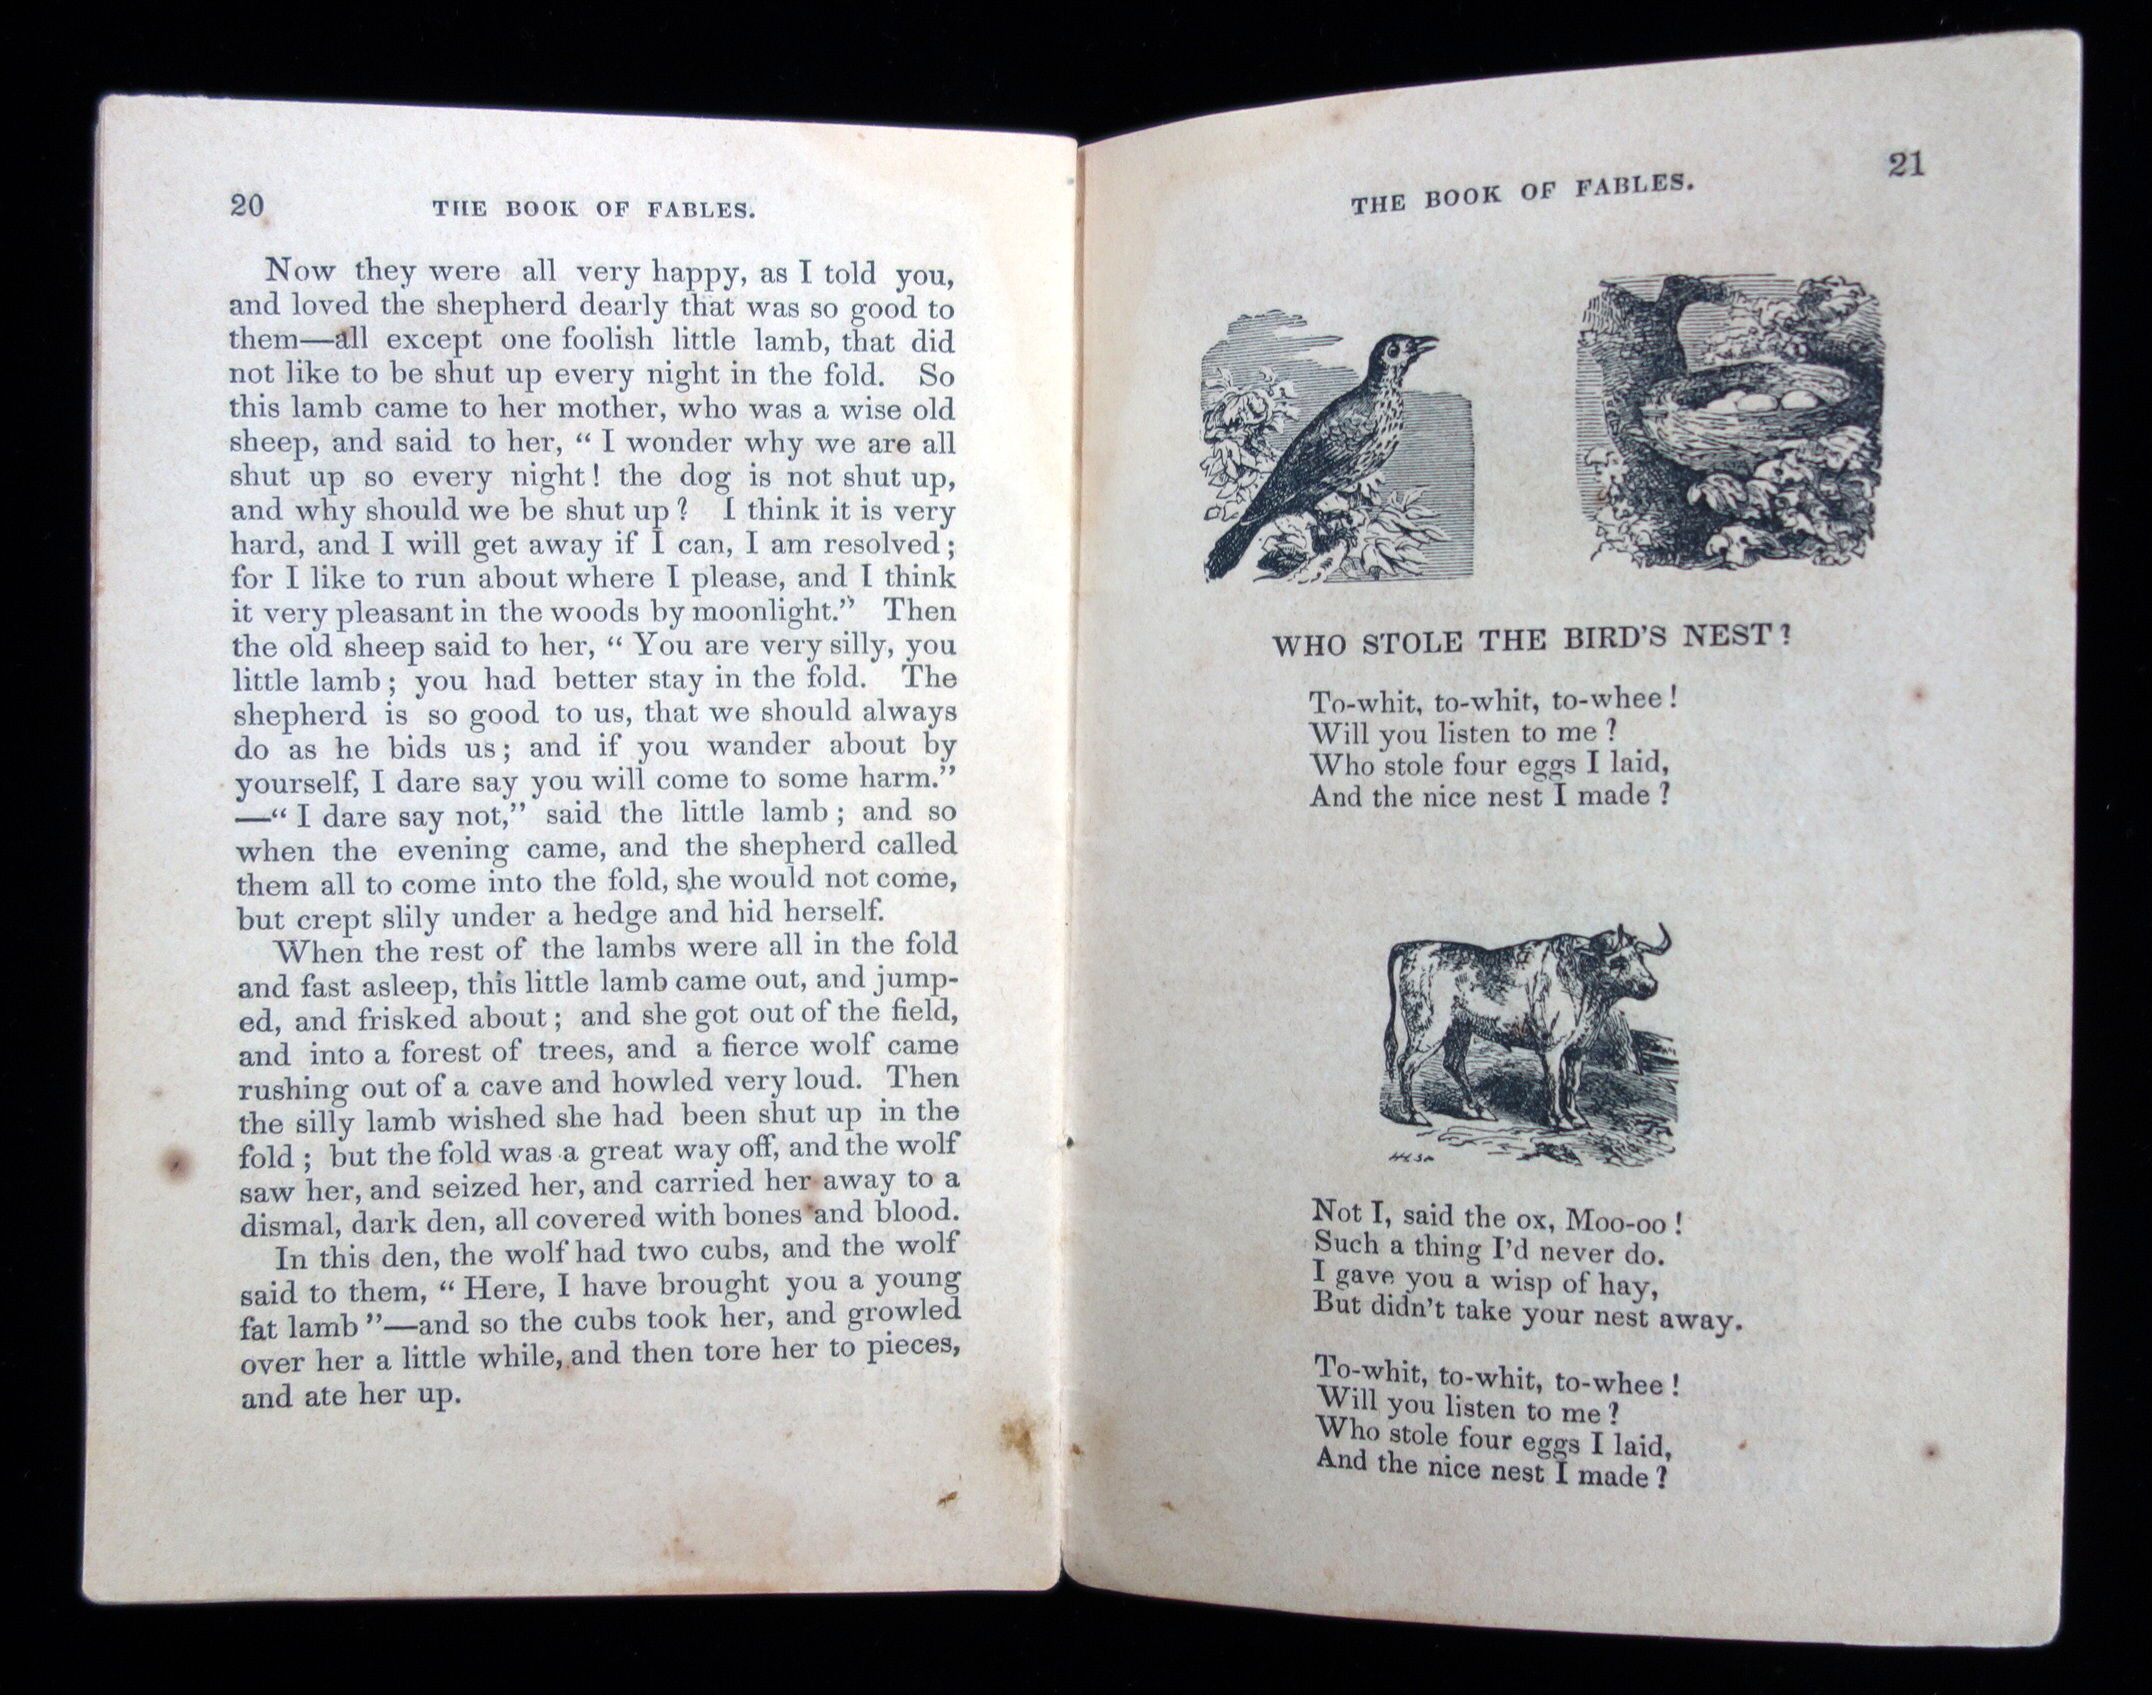 20
THE BOOK OF FABLES.
Now they were all very happy, as I told you,
and loved the shepherd dearly that was so good to
them—all except one foolish little lamb, that did
not like to be shut up every night in the fold. So
this lamb came to her mother, who was a wise old
sheep, and said to her, “ I wonder why we are all
shut up so every night! the dog is not shut up,
and why should we be shut up? I think it is very
hard, and I will get away if I can, I am resolved;
for I like to run about where I please, and I think
it very pleasant in the woods by moonlight.” Then
the old sheep said to her, “ You are very silly, you
little lamb; you had better stay in the fold. The
shepherd is so good to us, that we should always
do as he bids us; and if you wander about by
yourself, I dare say you will come to some harm.”
—“ I dare say not,” said the little lamb; and so
when the evening came, and the shepherd called
them all to come into the fold, she would not come,
but crept slily under a hedge and hid herself.
When the rest of the lambs were all in the fold
and fast asleep, this little lamb came out, and jump-
ed, and frisked about; and she got out of the field,
and into a forest of trees, and a fierce wolf came
rushing out of a cave and howled very loud. Then
the silly lamb wished she had been shut up in the
fold; but the fold was a great way off, and the wolf
saw her, and seized her, and carried her away to a
dismal, dark den, all covered with bones and blood.
In this den, the wolf had two cubs, and the wolf
said to them, “ Here, I have brought you a young
fat lamb ”—and so the cubs took her, and growled
over her a little while, and then tore her to pieces,
and ate her up.
THE BOOK OF FABLES.
21
WHO STOLE THE BIRD'S NEST?
To-whit, to-whit, to-whee!
Will you listen to me?
Who stole four eggs I laid,
And the nice nest I made?
Not I, said the ox, Moo-oo!
Such a thing I'd never do.
I gave you a wisp of hay,
But didn't take your nest away.
To-whit, to-whit, to-whee!
Will you listen to me?
Who stole four eggs I laid,
And the nice nest I made?